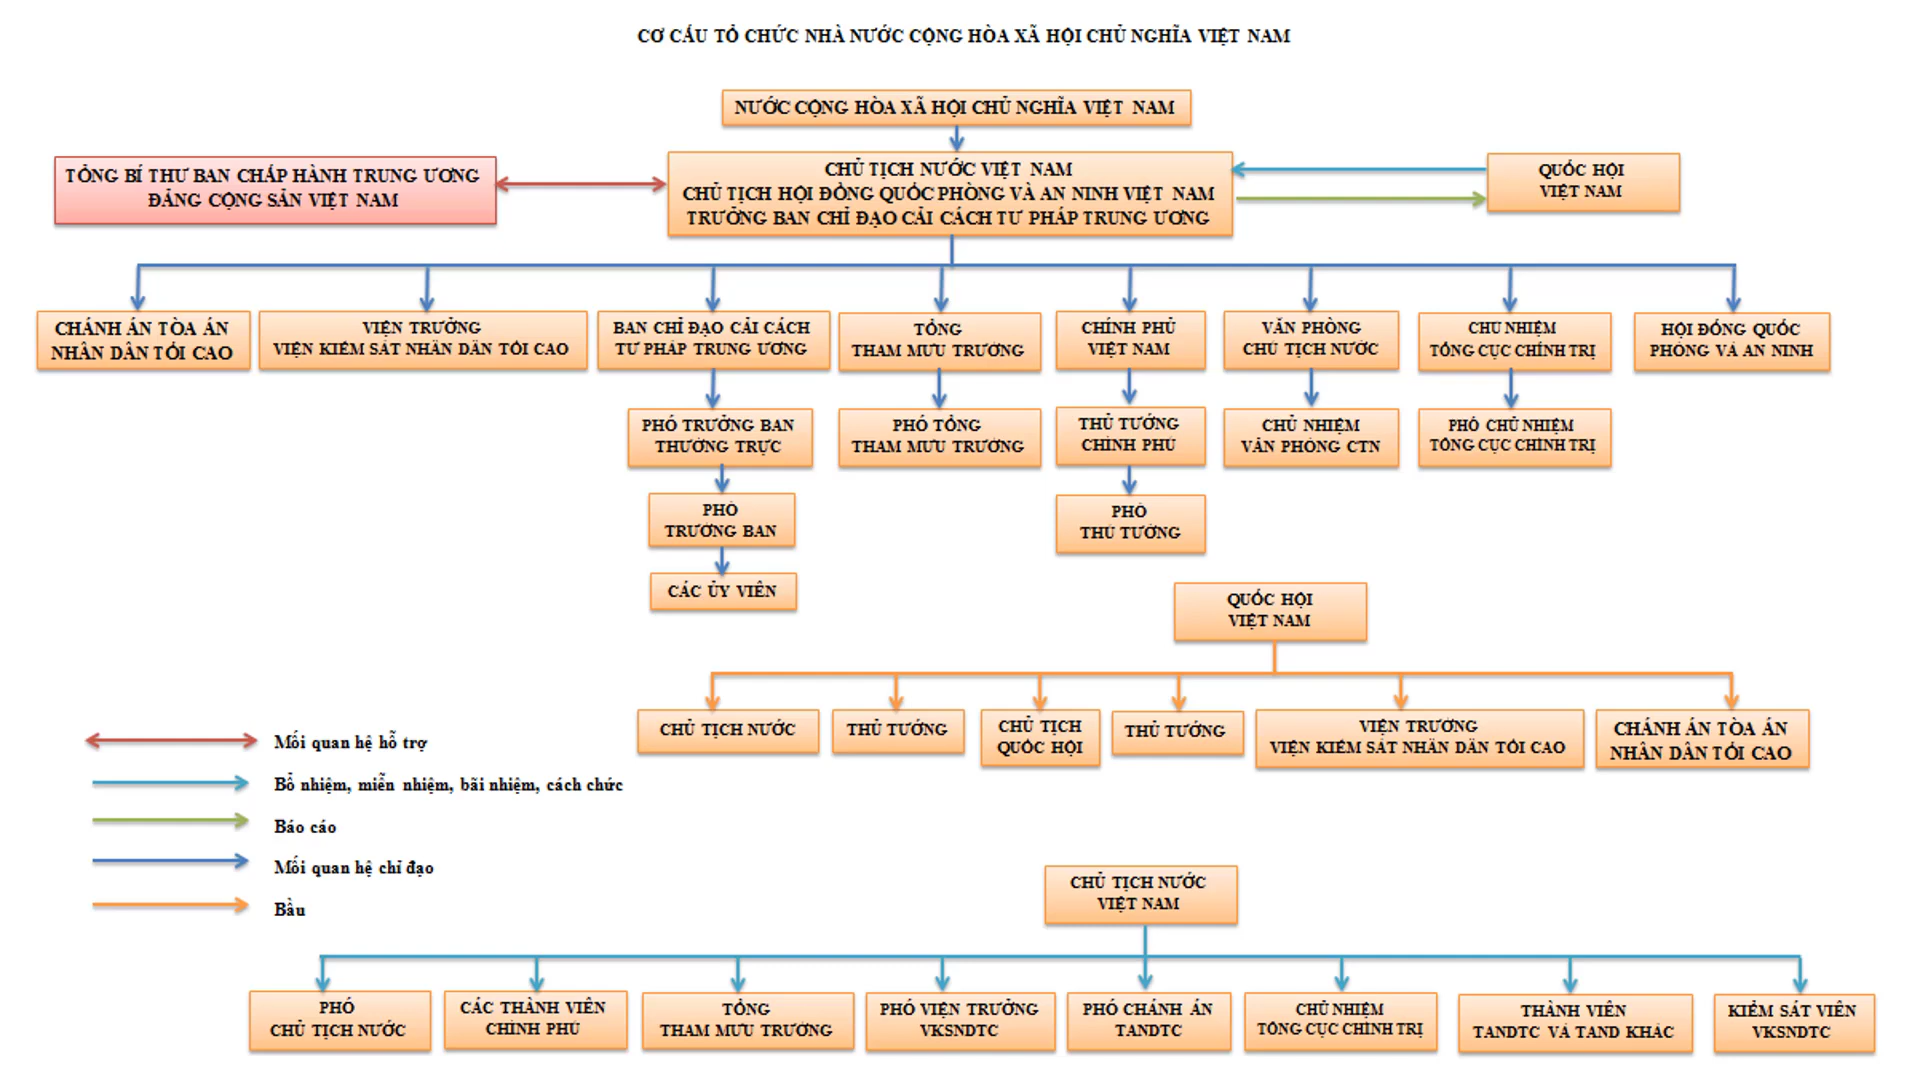 CƠ CẤU TỔ CHỨC NHÀ NƯỚC CỘNG HÒA XÃ HỘI CHỦ NGHĨA VIỆT NAM
NƯỚC CỘNG HÒA XÃ HỘI CHỦ NGHĨA VIỆT NAM
TỔNG BÍ THƯ BAN CHẤP HÀNH TRUNG ƯƠNG
ĐẢNG CỘNG SẢN VIỆT NAM
CHỦ TỊCH NƯỚC VIỆT NAM
CHỦ TỊCH HỘI ĐỒNG QUỐC PHÒNG VÀ AN NINH VIỆT NAM
TRƯỞNG BAN CHỈ ĐẠO CẢI CÁCH TƯ PHÁP TRUNG ƯƠNG
QUỐC HỘI
VIỆT NAM
CHÁNH ÁN TÒA ÁN
NHÂN DÂN TỐI CAO
VIỆN TRƯỞNG
VIỆN KIỂM SÁT NHÂN DÂN TỐI CAO
BAN CHỈ ĐẠO CẢI CÁCH
TƯ PHÁP TRUNG ƯƠNG
TỔNG
THAM MƯU TRƯỞNG
CHÍNH PHỦ
VIỆT NAM
VĂN PHÒNG
CHỦ TỊCH NƯỚC
CHỦ NHIỆM
TỔNG CỤC CHÍNH TRỊ
HỘI ĐỒNG QUỐC
PHÒNG VÀ AN NINH
PHÓ TRƯỞNG BAN
THƯỜNG TRỰC
PHÓ TỔNG
THAM MƯU TRƯỞNG
THỦ TƯỚNG
CHÍNH PHỦ
CHỦ NHIỆM
VĂN PHÒNG CTN
PHÓ CHỦ NHIỆM
TỔNG CỤC CHÍNH TRỊ
PHÓ
TRƯỞNG BAN
PHÓ
THỦ TƯỚNG
CÁC ỦY VIÊN
QUỐC HỘI
VIỆT NAM
CHỦ TỊCH NƯỚC
THỦ TƯỚNG
CHỦ TỊCH
QUỐC HỘI
THỦ TƯỚNG
VIỆN TRƯỞNG
VIỆN KIỂM SÁT NHÂN DÂN TỐI CAO
CHÁNH ÁN TÒA ÁN
NHÂN DÂN TỐI CAO
Mối quan hệ hỗ trợ
Bổ nhiệm, miễn nhiệm, bãi nhiệm, cách chức
Báo cáo
Mối quan hệ chỉ đạo
Bầu
CHỦ TỊCH NƯỚC
VIỆT NAM
PHÓ
CHỦ TỊCH NƯỚC
CÁC THÀNH VIÊN
CHÍNH PHỦ
TỔNG
THAM MƯU TRƯỞNG
PHÓ VIỆN TRƯỞNG
VKSNDTC
PHÓ CHÁNH ÁN
TANDTC
CHỦ NHIỆM
TỔNG CỤC CHÍNH TRỊ
THÀNH VIÊN
TANDTC VÀ TAND KHÁC
KIỂM SÁT VIÊN
VKSNDTC